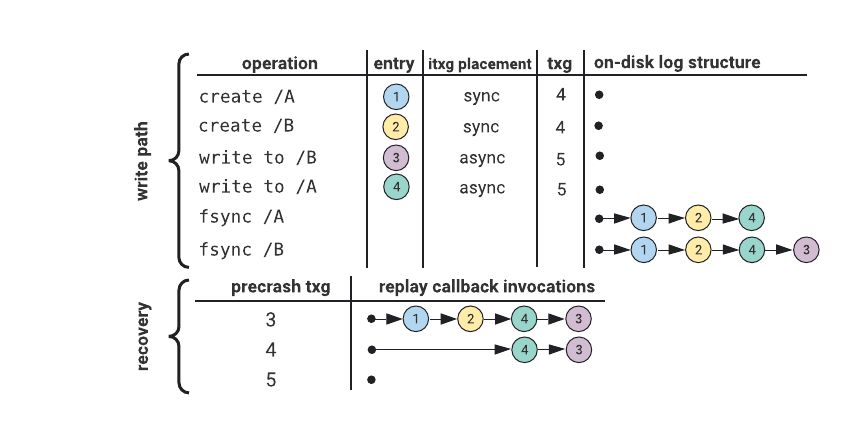 operation entry itxg placement txg on-disk log structure
create /A 1 sync 4
create /B 2 sync 4
write to /B 3 async 5
write to /A 4 async 5
fsync /A 1 2 4
fsync /B 1 2 4 3
write path
precrash txg replay callback invocations
3 1 2 4 3
4 4 3
5
recovery